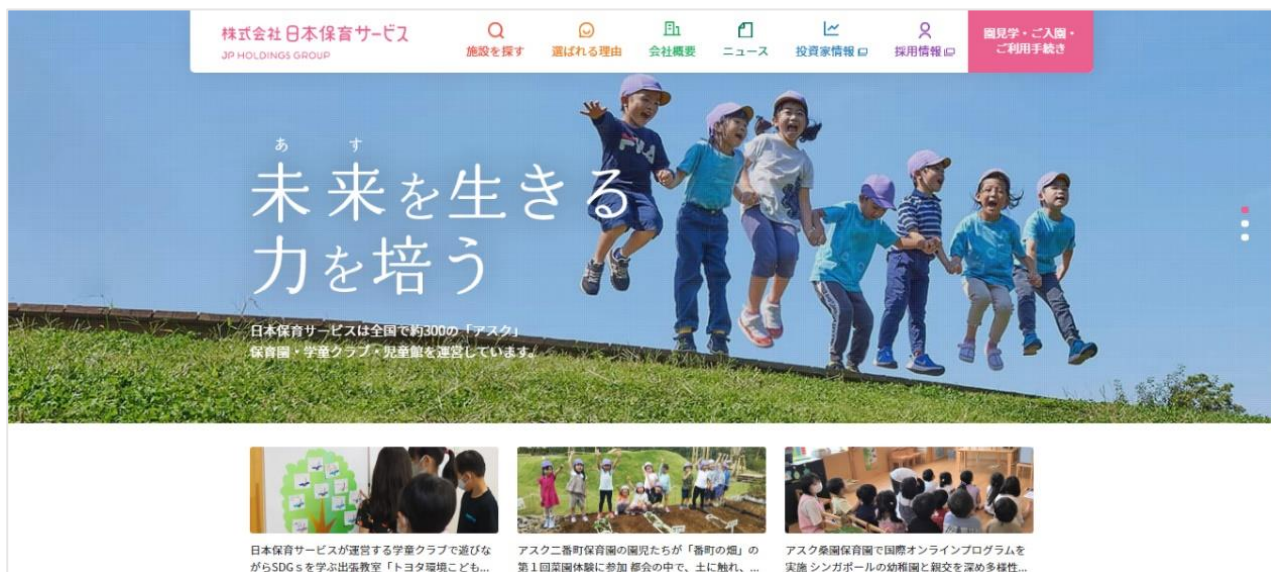 株式会社 日本保育サービス
JP HOLDINGS GROUP
施設を探す
選ばれる理由
会社概要
ニュース
投資家情報
採用情報
園見学・ご入園・
ご利用手続き
あ す
未来を生きる
力を培う
日本保育サービスは全国で約300の「アスク」
保育園・学童クラブ・児童館を運営しています。
FILA
日本保育サービスが運営する学童クラブで遊びな
がらSDGｓを学ぶ出張教室「トヨタ環境こども...
アスク二番町保育園の園児たちが「番町の畑」の
第１回菜園体験に参加 都会の中で、土に触れ、...
アスク桑園保育園で国際オンラインプログラムを
実施 シンガポールの幼稚園と親交を深め多様性...